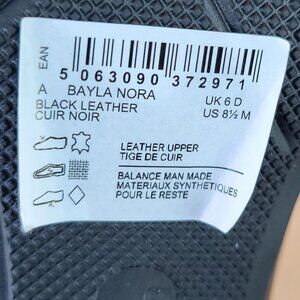 EAN
5 063090 372971
A BAYLA NORA UK 6 D
BLACK LEATHER US 8½ M
CUIR NOIR
LEATHER UPPER
TIGE DE CUIR
BALANCE MAN MADE
MATERIAUX SYNTHETIQUES
POUR LE RESTE